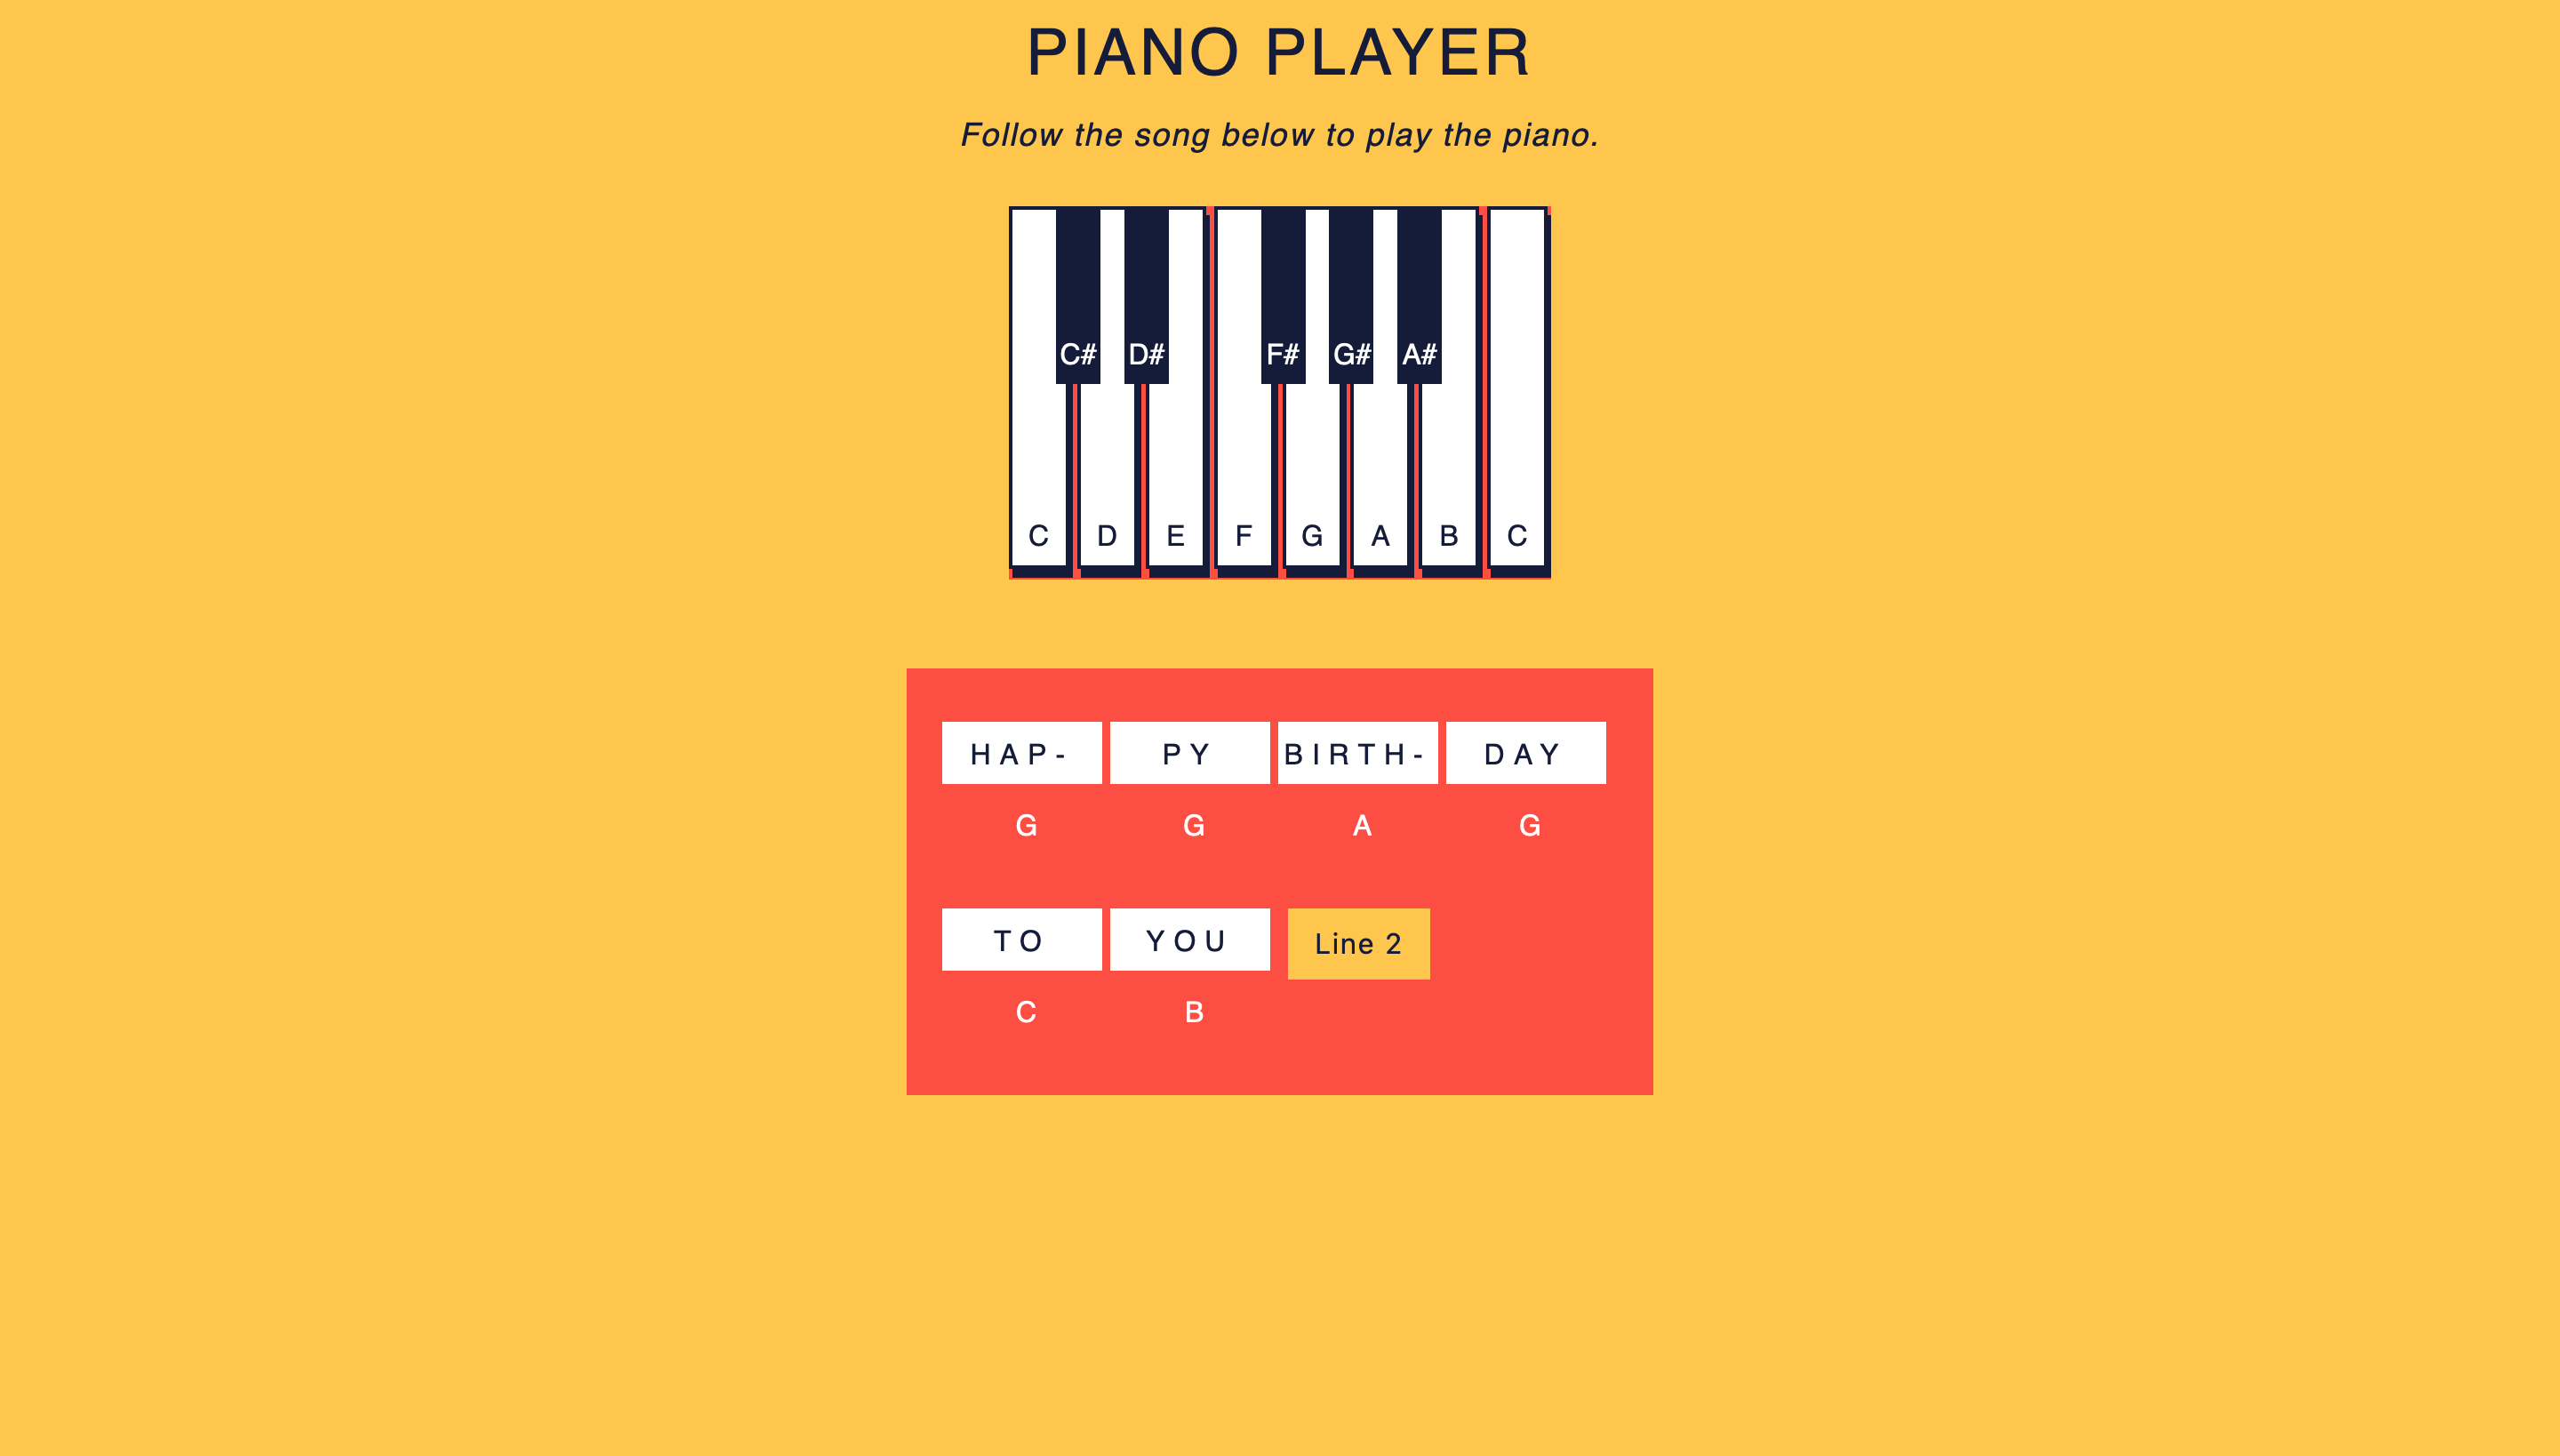 PIANO PLAYER
Follow the song below to play the piano.
C# D# F# G# A#
C D E F G A B C
HAP- PY BIRTH- DAY
G G A G
TO YOU Line 2
C B